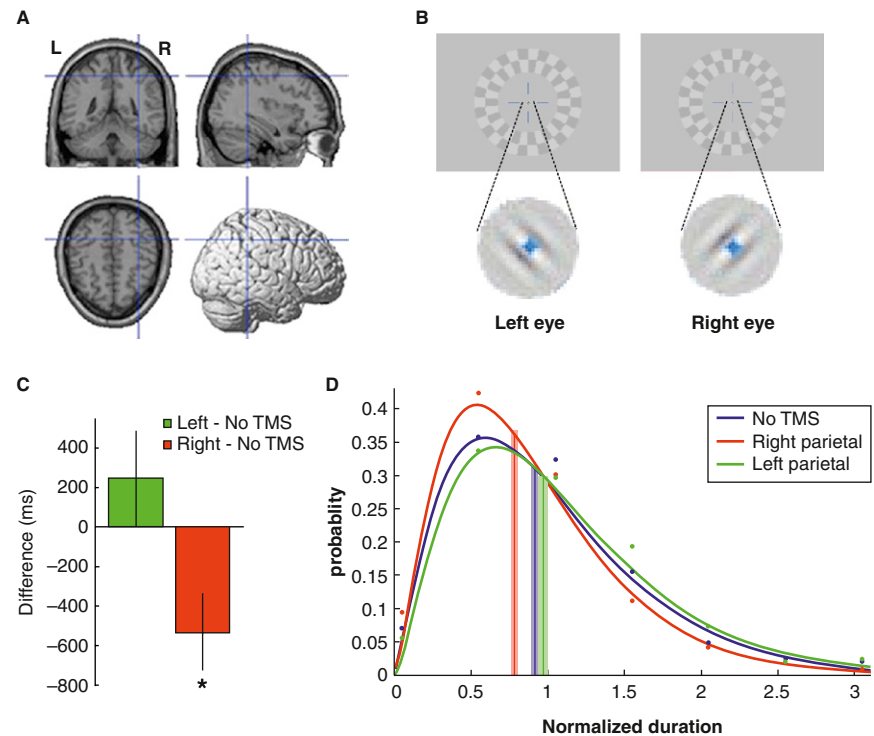 A
L R
B
Left eye Right eye
C
Left - No TMS
Right - No TMS
Difference (ms)
400
200
0
−200
−400
−600
−800
*
D
probablity
0.4
0.35
0.3
0.25
0.2
0.15
0.1
0.05
0
No TMS
Right parietal
Left parietal
0 0.5 1 1.5 2 2.5 3
Normalized duration